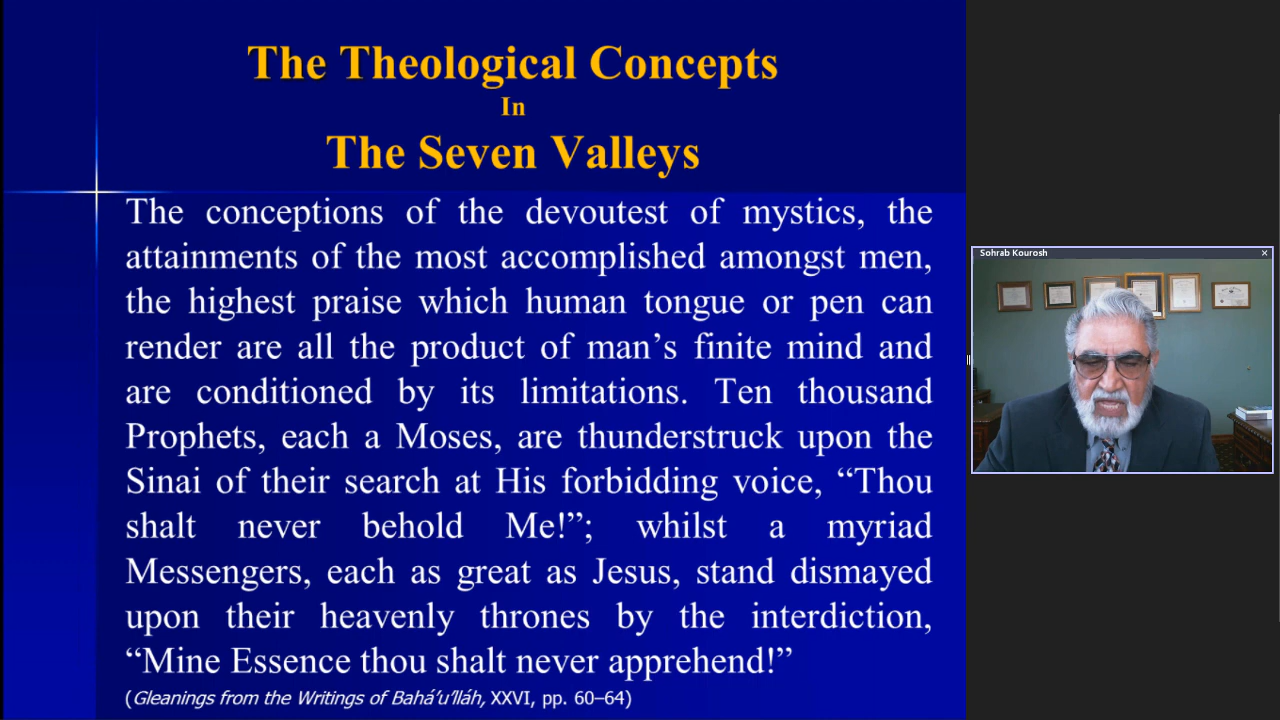 The Theological Concepts
In
The Seven Valleys
The conceptions of the devoutest of mystics, the
attainments of the most accomplished amongst men,
the highest praise which human tongue or pen can
render are all the product of man’s finite mind and
are conditioned by its limitations. Ten thousand
Prophets, each a Moses, are thunderstruck upon the
Sinai of their search at His forbidding voice, “Thou
shalt never behold Me!”; whilst a myriad
Messengers, each as great as Jesus, stand dismayed
upon their heavenly thrones by the interdiction,
“Mine Essence thou shalt never apprehend!”
(Gleanings from the Writings of Bahá’u’lláh, XXVI, pp. 60–64)
Sohrab Kourosh